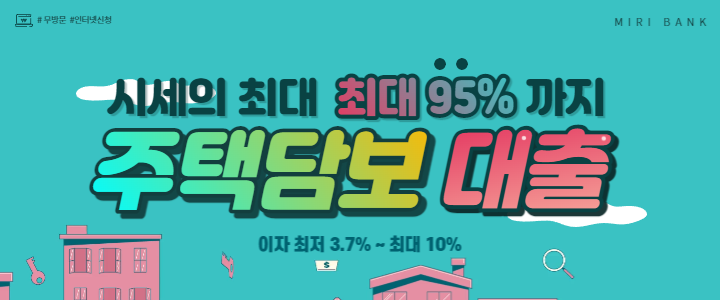 # 무방문 #인터넷신청
MIRI BANK
시세의 최대 최대 95% 까지
주택담보 대출
이자 최저 3.7% ~ 최대 10%
$